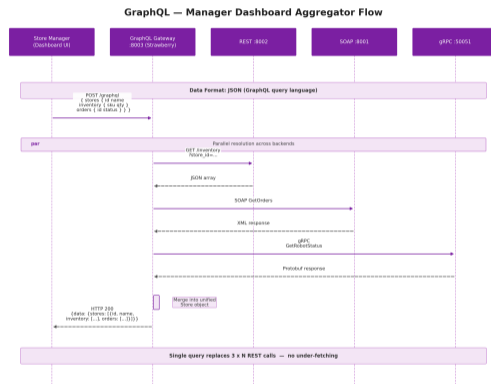 GraphQL — Manager Dashboard Aggregator Flow
Store Manager
(Dashboard UI)
GraphQL Gateway
:8003 (Strawberry)
REST :8002
SOAP :8001
gRPC :50051
Data Format: JSON (GraphQL query language)
POST /graphql
{ stores { id name
inventory { sku qty }
orders { id status } } }
par
Parallel resolution across backends
GET /inventory
?store_id=...
JSON array
SOAP GetOrders
XML response
gRPC
GetRobotStatus
Protobuf response
Merge into unified
Store object
HTTP 200
{data: {stores: [{id, name,
inventory: [...], orders: [...]}]}}
Single query replaces 3 x N REST calls — no under-fetching